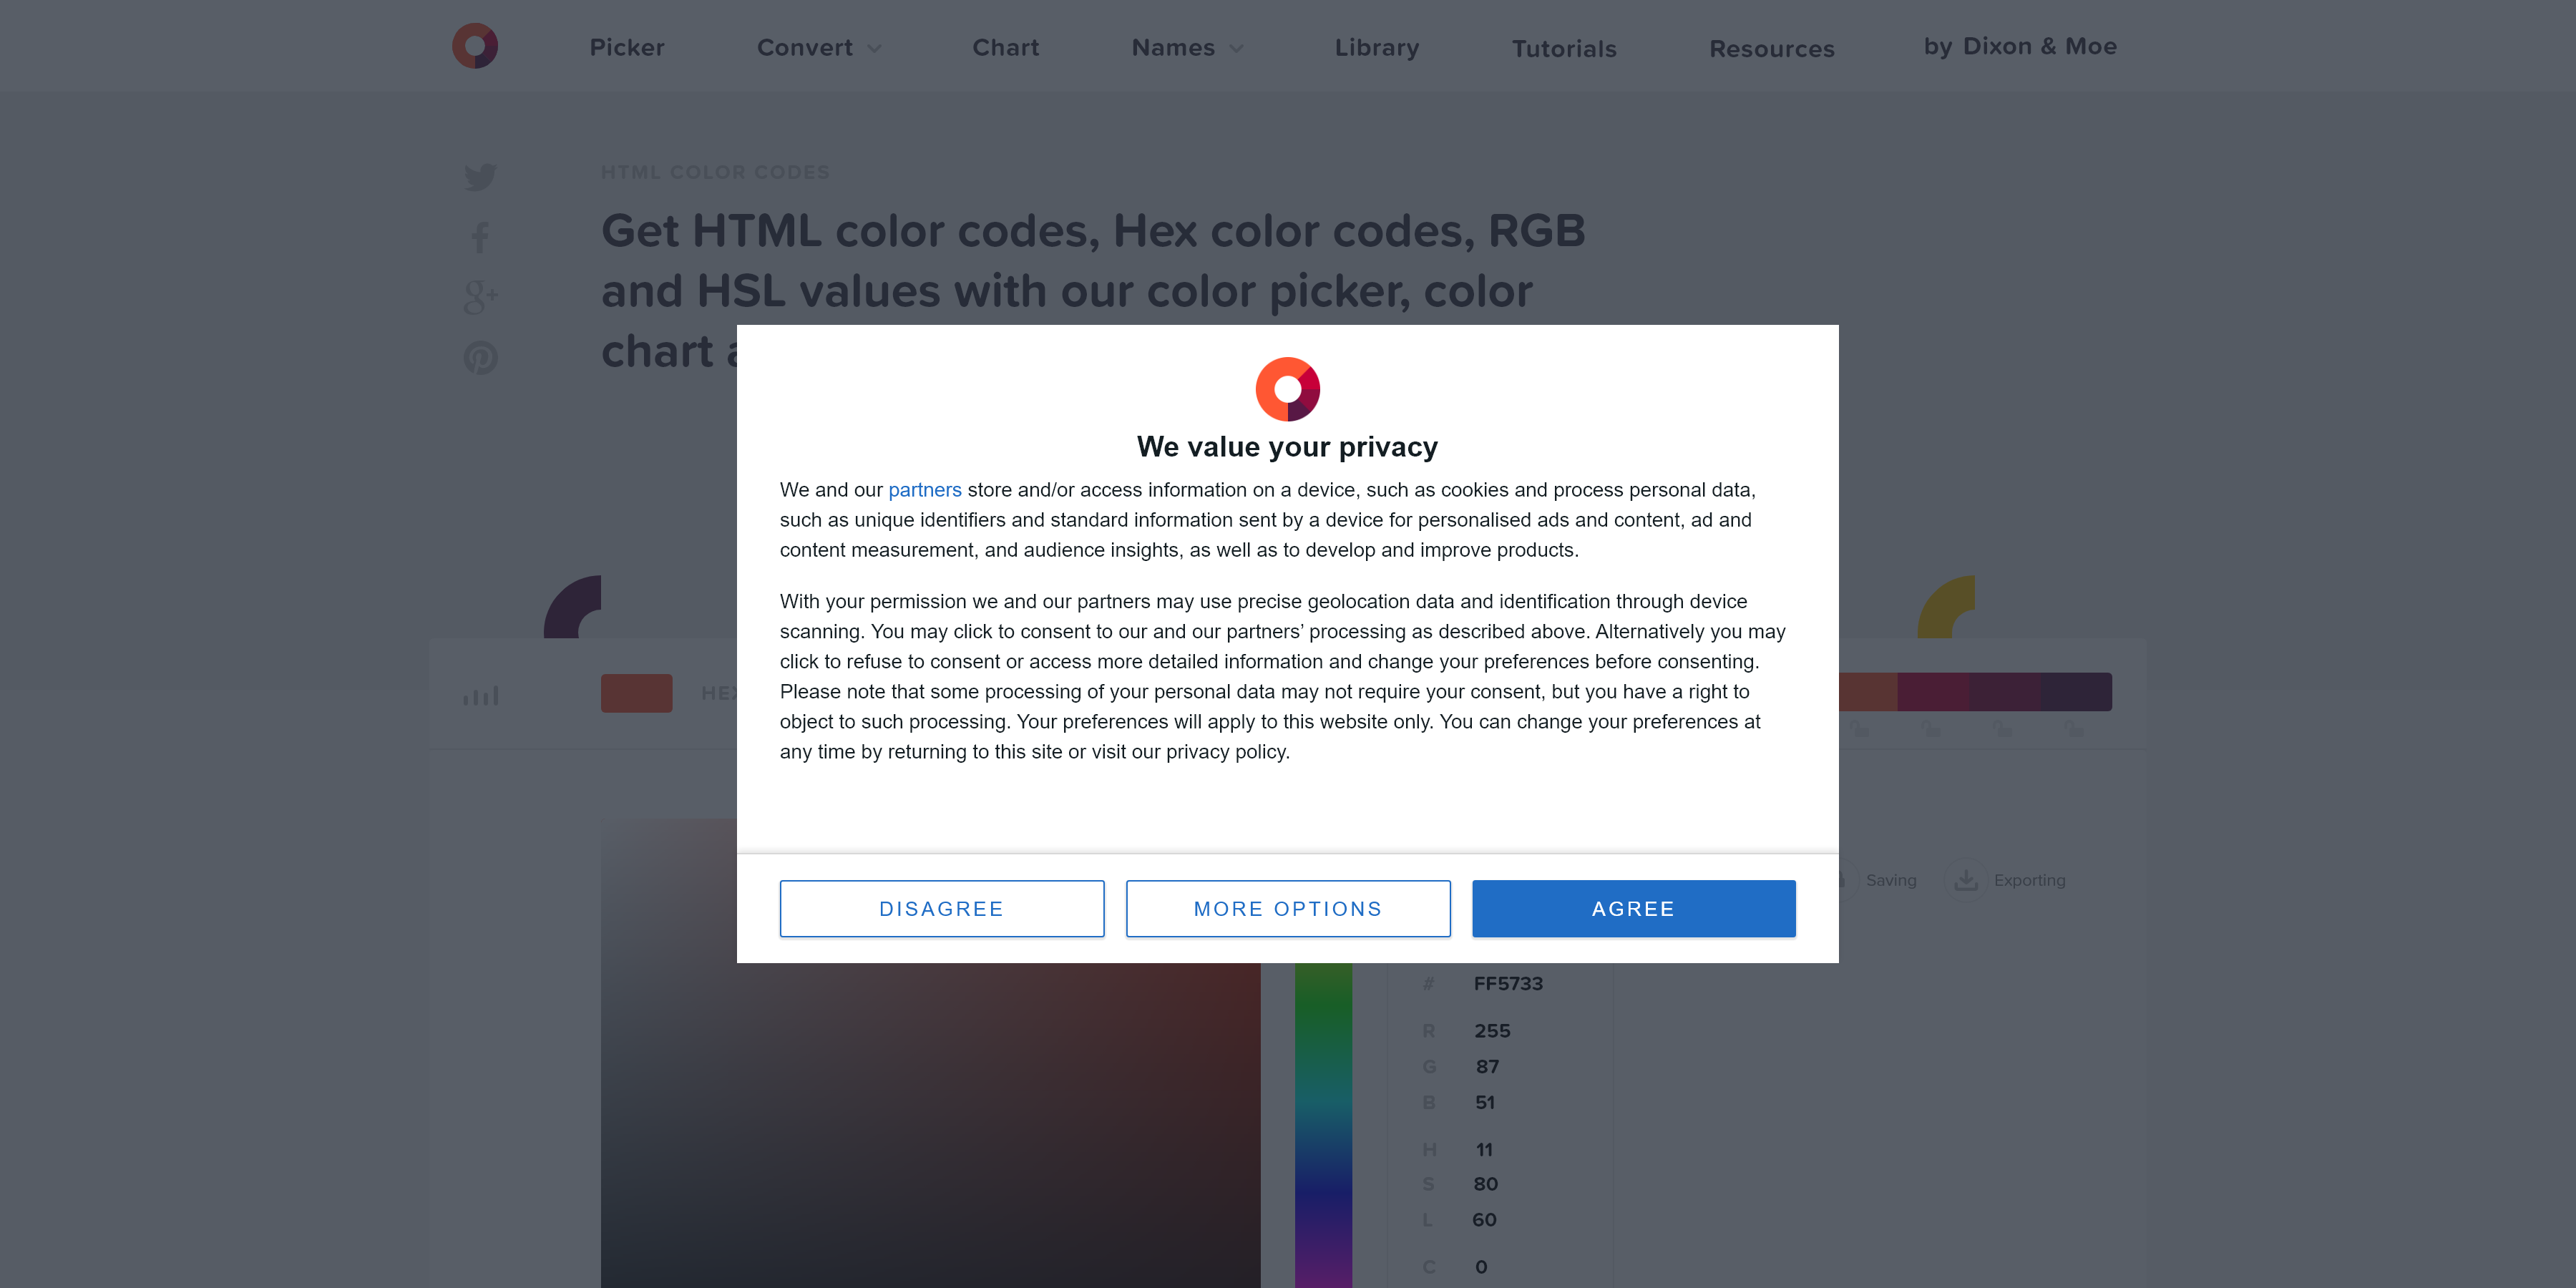 Picker
Convert
Chart
Names
Library
Tutorials
Resources
by Dixon & Moe
HTML COLOR CODES
Get HTML color codes, Hex color codes, RGB
and HSL values with our color picker, color
chart
We value your privacy
We and our partners store and/or access information on a device, such as cookies and process personal data,
such as unique identifiers and standard information sent by a device for personalised ads and content, ad and
content measurement, and audience insights, as well as to develop and improve products.
With your permission we and our partners may use precise geolocation data and identification through device
scanning. You may click to consent to our and our partners’ processing as described above. Alternatively you may
click to refuse to consent or access more detailed information and change your preferences before consenting.
Please note that some processing of your personal data may not require your consent, but you have a right to
object to such processing. Your preferences will apply to this website only. You can change your preferences at
any time by returning to this site or visit our privacy policy.
DISAGREE
MORE OPTIONS
AGREE
HEX
Saving
Exporting
# FF5733
R 255
G 87
B 51
H 11
S 80
L 60
C 0